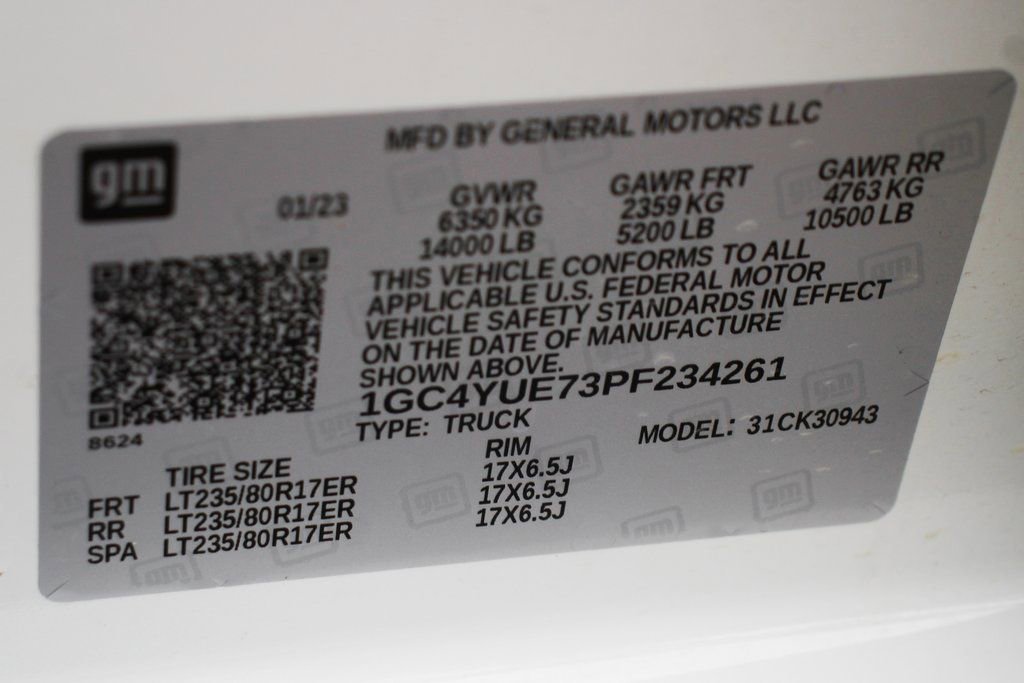 MFD BY GENERAL MOTORS LLC
gm
01/23
GVWR
6350 KG
14000 LB
GAWR FRT
2359 KG
5200 LB
GAWR RR
4763 KG
10500 LB
THIS VEHICLE CONFORMS TO ALL
APPLICABLE U.S. FEDERAL MOTOR
VEHICLE SAFETY STANDARDS IN EFFECT
ON THE DATE OF MANUFACTURE
SHOWN ABOVE.
1GC4YUE73PF234261
TYPE: TRUCK
MODEL: 31CK30943
8624
TIRE SIZE
RIM
FRT LT235/80R17ER 17X6.5J
RR LT235/80R17ER 17X6.5J
SPA LT235/80R17ER 17X6.5J